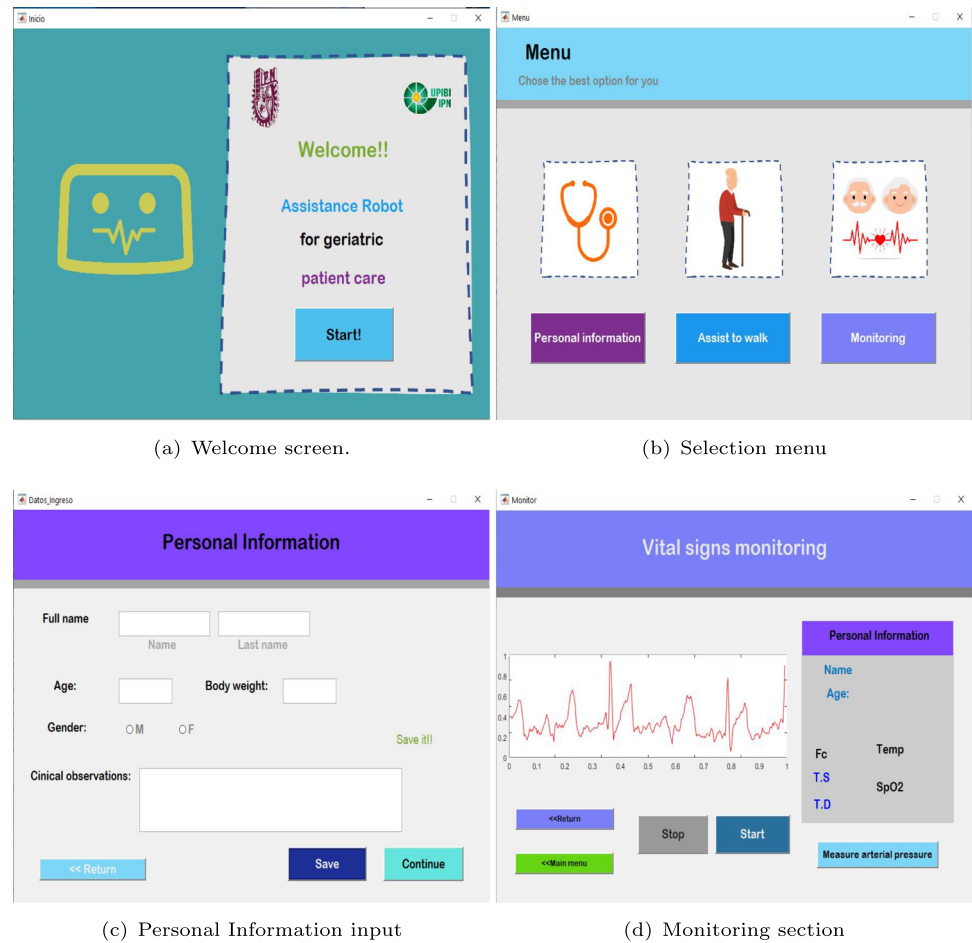 Inicio
IPN
UPIBI
IPN
Welcome!!
Assistance Robot
for geriatric
patient care
Start!
(a) Welcome screen.
Menu
Menu
Chose the best option for you
Personal information
Assist to walk
Monitoring
(b) Selection menu
Datos_Ingreso
Personal Information
Full name
Name
Last name
Age:
Body weight:
Gender:
M
F
Save it!!
Cinical observations:
<< Return
Save
Continue
(c) Personal Information input
Monitor
Vital signs monitoring
1
0.8
0.6
0.4
0.2
0
0 0.1 0.2 0.3 0.4 0.5 0.6 0.7 0.8 0.9 1
Personal Information
Name
Age:
Fc
Temp
T.S
SpO2
T.D
<<Return
<<Main menu
Stop
Start
Measure arterial pressure
(d) Monitoring section